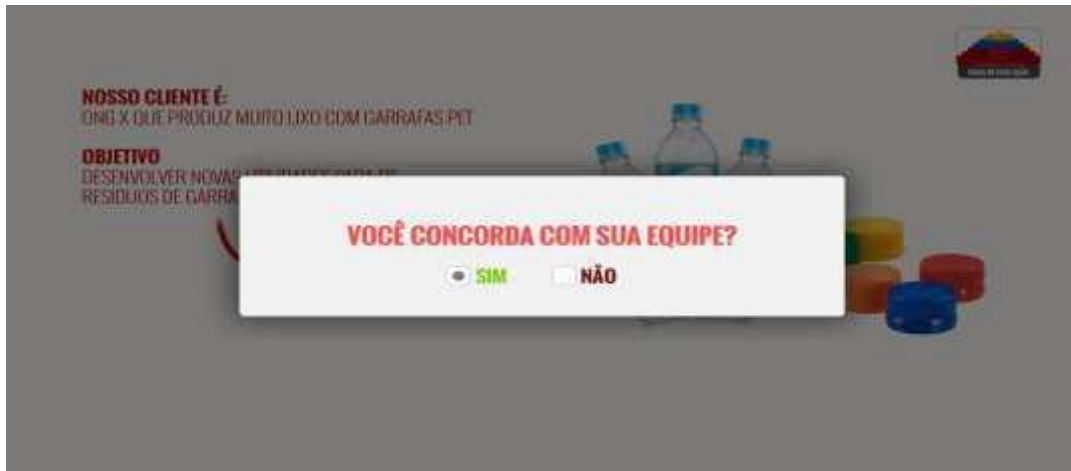 NOSSO CLIENTE É:
ONG X QUE PRODUZ MUITO LIXO COM GARRAFAS PET
OBJETIVO
DESENVOLVER NOVAS
RESÍDUOS DE GARRA
VOCÊ CONCORDA COM SUA EQUIPE?
SIM NÃO